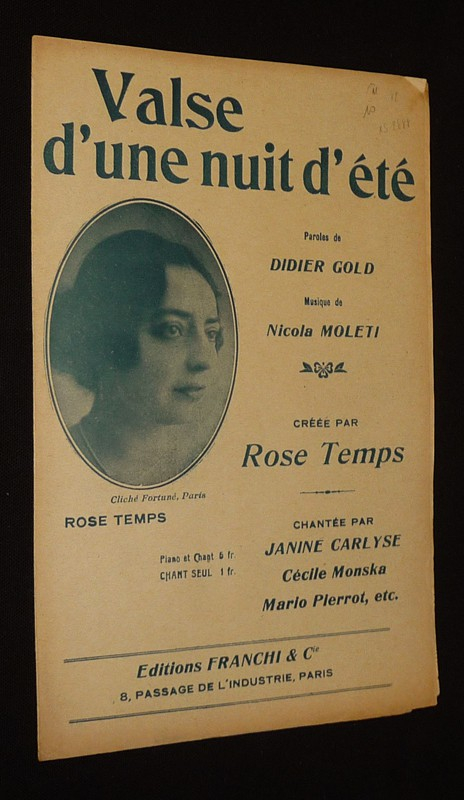 Valse
d'une nuit d'été
Paroles de
DIDIER GOLD
Musique de
Nicola MOLETI
CRÉÉE PAR
Rose Temps
Cliché Fortuné, Paris
ROSE TEMPS
Piano et Chant 6 fr.
CHANT SEUL 1 fr.
CHANTÉE PAR
JANINE CARLYSE
Cécile Monska
Mario Pierrot, etc.
Editions FRANCHI & Cie
8, PASSAGE DE L'INDUSTRIE, PARIS